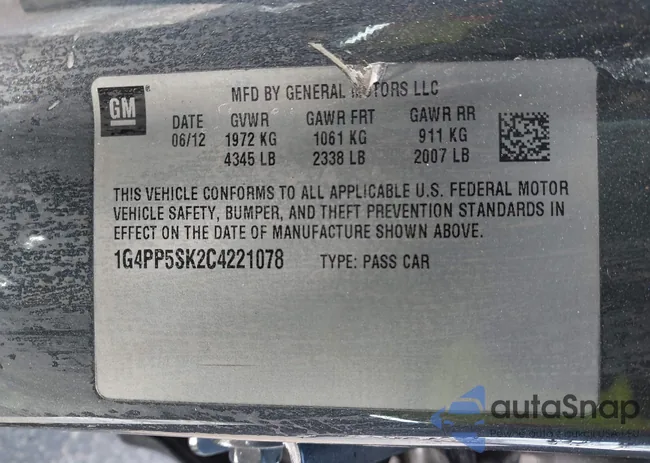 GM
MFD BY GENERAL MOTORS LLC
DATE GVWR GAWR FRT GAWR RR
06/12 1972 KG 1061 KG 911 KG
4345 LB 2338 LB 2007 LB
THIS VEHICLE CONFORMS TO ALL APPLICABLE U.S. FEDERAL MOTOR
VEHICLE SAFETY, BUMPER, AND THEFT PREVENTION STANDARDS IN
EFFECT ON THE DATE OF MANUFACTURE SHOWN ABOVE.
1G4PP5SK2C4221078 TYPE: PASS CAR
autoSnap